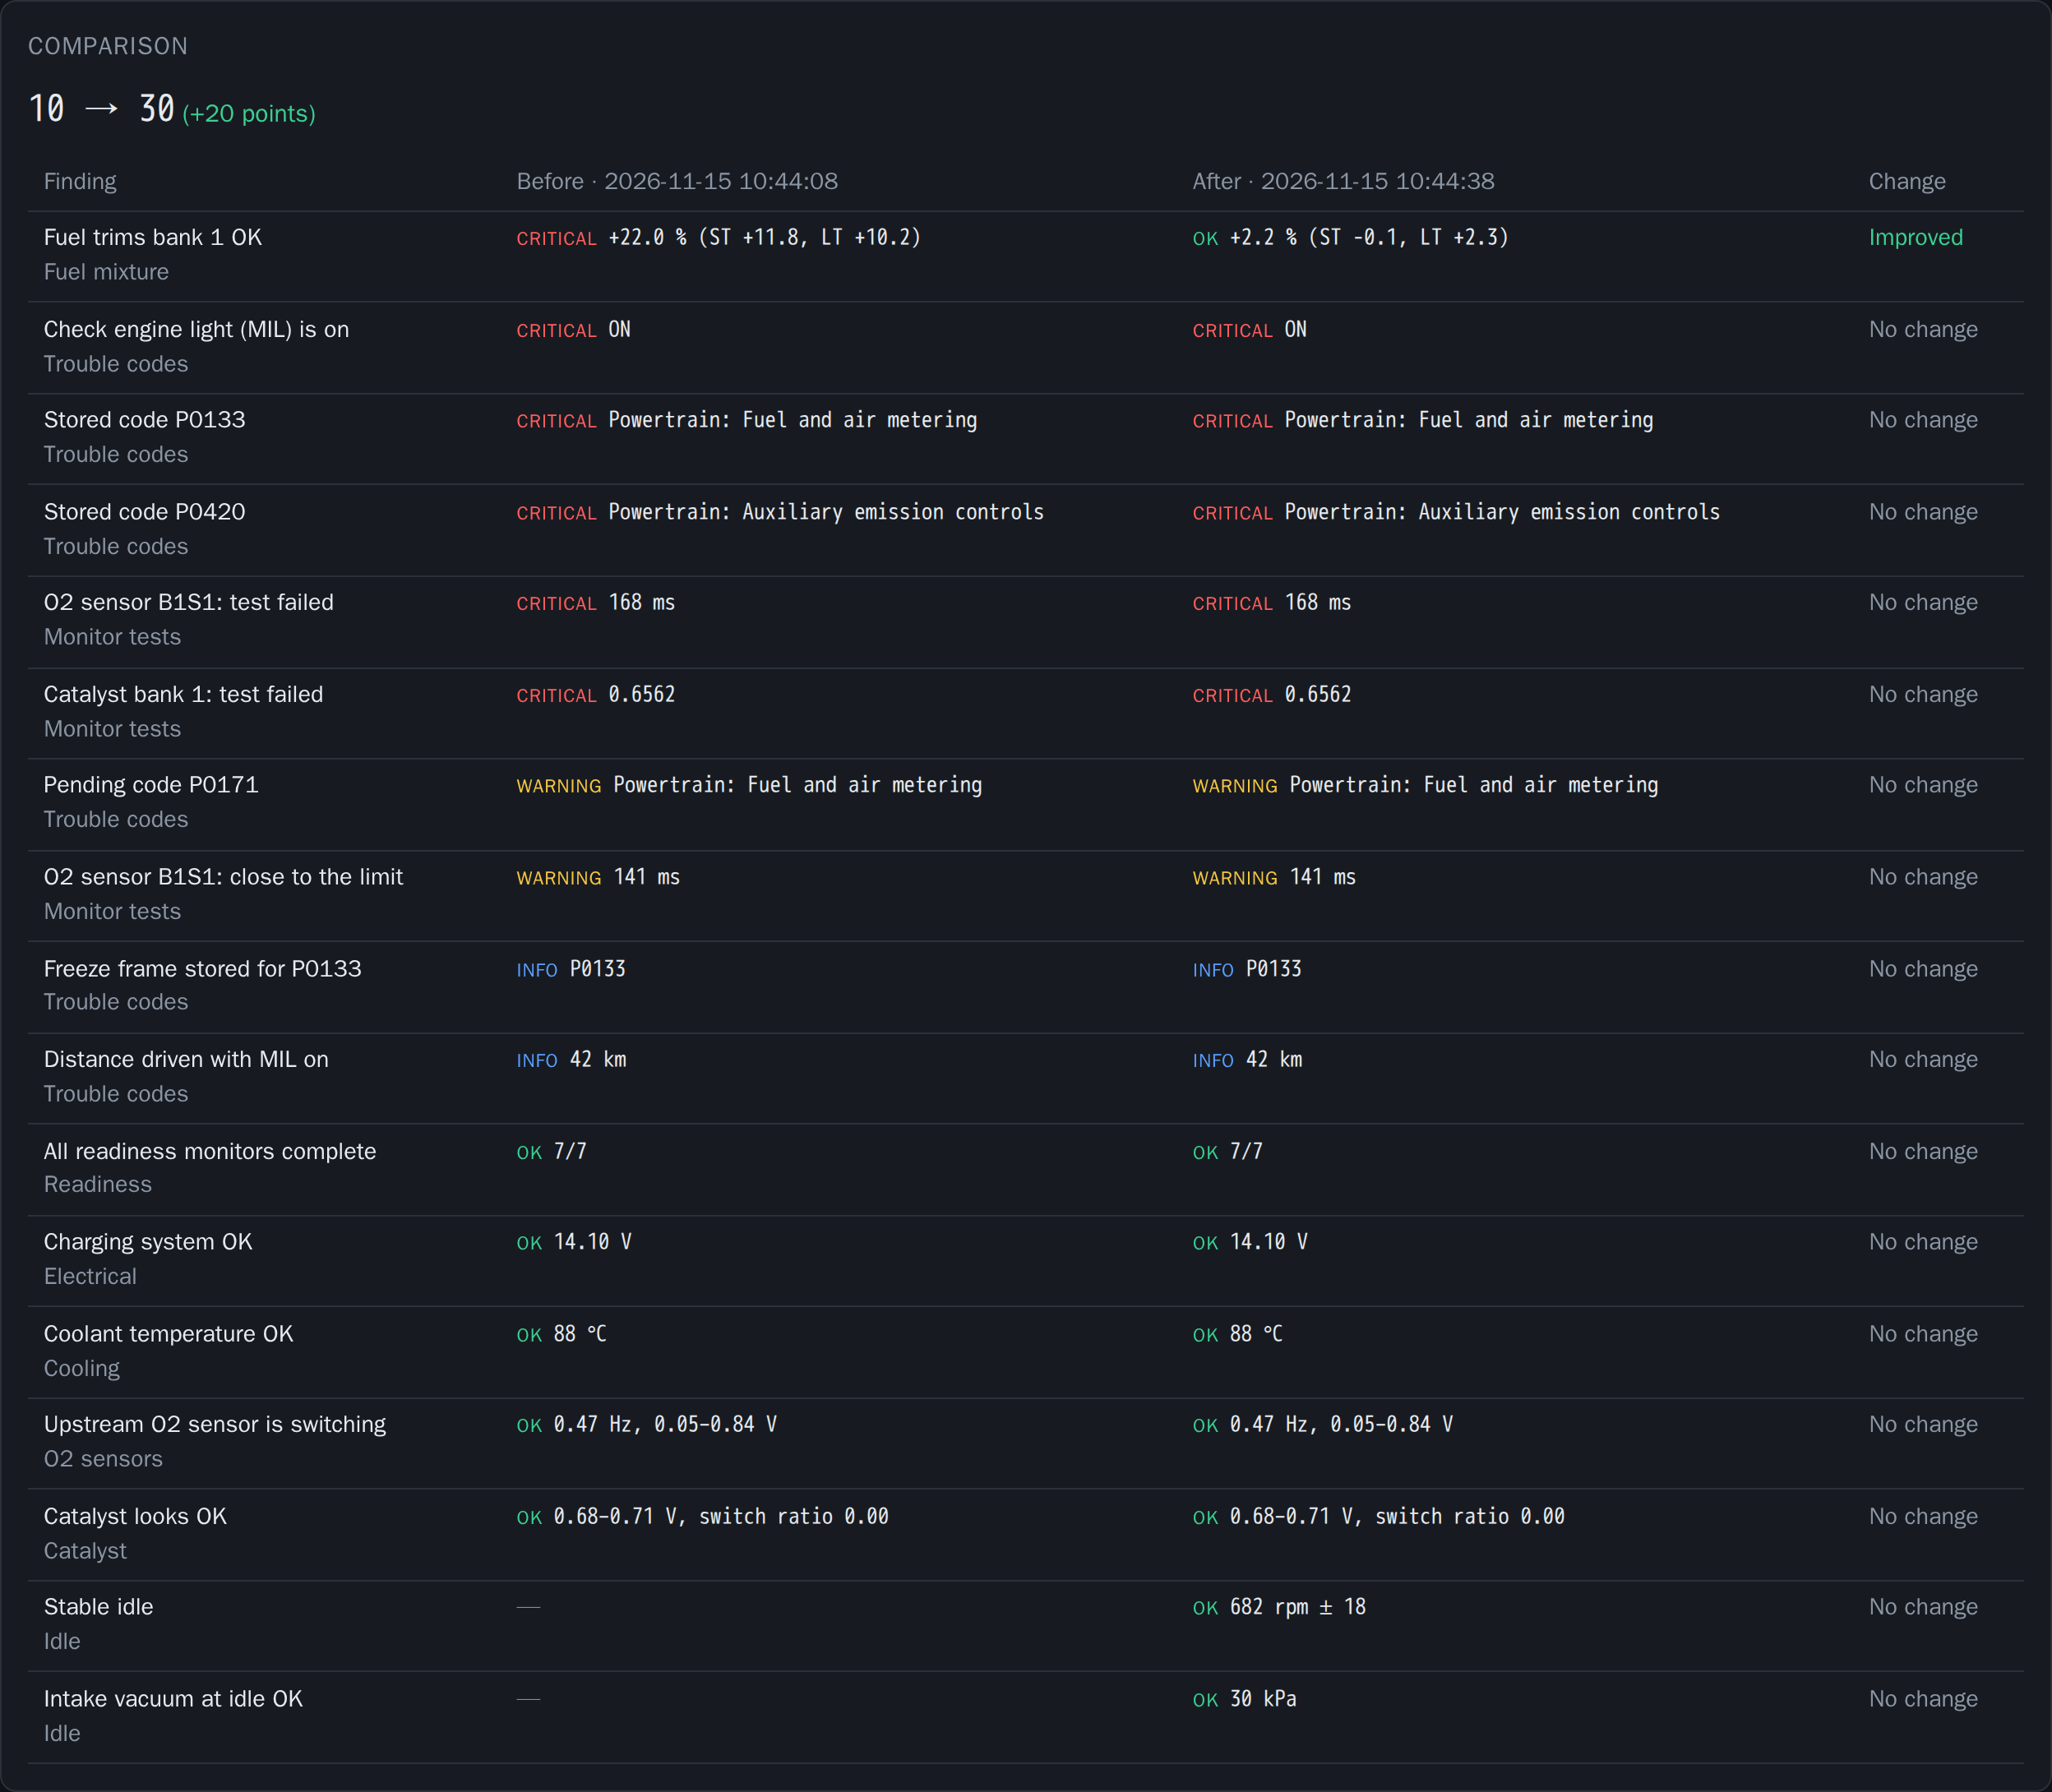 COMPARISON
10 → 30 (+20 points)
Finding Before · 2026-11-15 10:44:08 After · 2026-11-15 10:44:38 Change
Fuel trims bank 1 OK CRITICAL +22.0 % (ST +11.8, LT +10.2) OK +2.2 % (ST -0.1, LT +2.3) Improved
Fuel mixture
Check engine light (MIL) is on CRITICAL ON CRITICAL ON No change
Trouble codes
Stored code P0133 CRITICAL Powertrain: Fuel and air metering CRITICAL Powertrain: Fuel and air metering No change
Trouble codes
Stored code P0420 CRITICAL Powertrain: Auxiliary emission controls CRITICAL Powertrain: Auxiliary emission controls No change
Trouble codes
O2 sensor B1S1: test failed CRITICAL 168 ms CRITICAL 168 ms No change
Monitor tests
Catalyst bank 1: test failed CRITICAL 0.6562 CRITICAL 0.6562 No change
Monitor tests
Pending code P0171 WARNING Powertrain: Fuel and air metering WARNING Powertrain: Fuel and air metering No change
Trouble codes
O2 sensor B1S1: close to the limit WARNING 141 ms WARNING 141 ms No change
Monitor tests
Freeze frame stored for P0133 INFO P0133 INFO P0133 No change
Trouble codes
Distance driven with MIL on INFO 42 km INFO 42 km No change
Trouble codes
All readiness monitors complete OK 7/7 OK 7/7 No change
Readiness
Charging system OK OK 14.10 V OK 14.10 V No change
Electrical
Coolant temperature OK OK 88 °C OK 88 °C No change
Cooling
Upstream O2 sensor is switching OK 0.47 Hz, 0.05–0.84 V OK 0.47 Hz, 0.05–0.84 V No change
O2 sensors
Catalyst looks OK OK 0.68–0.71 V, switch ratio 0.00 OK 0.68–0.71 V, switch ratio 0.00 No change
Catalyst
Stable idle — OK 682 rpm ± 18 No change
Idle
Intake vacuum at idle OK — OK 30 kPa No change
Idle